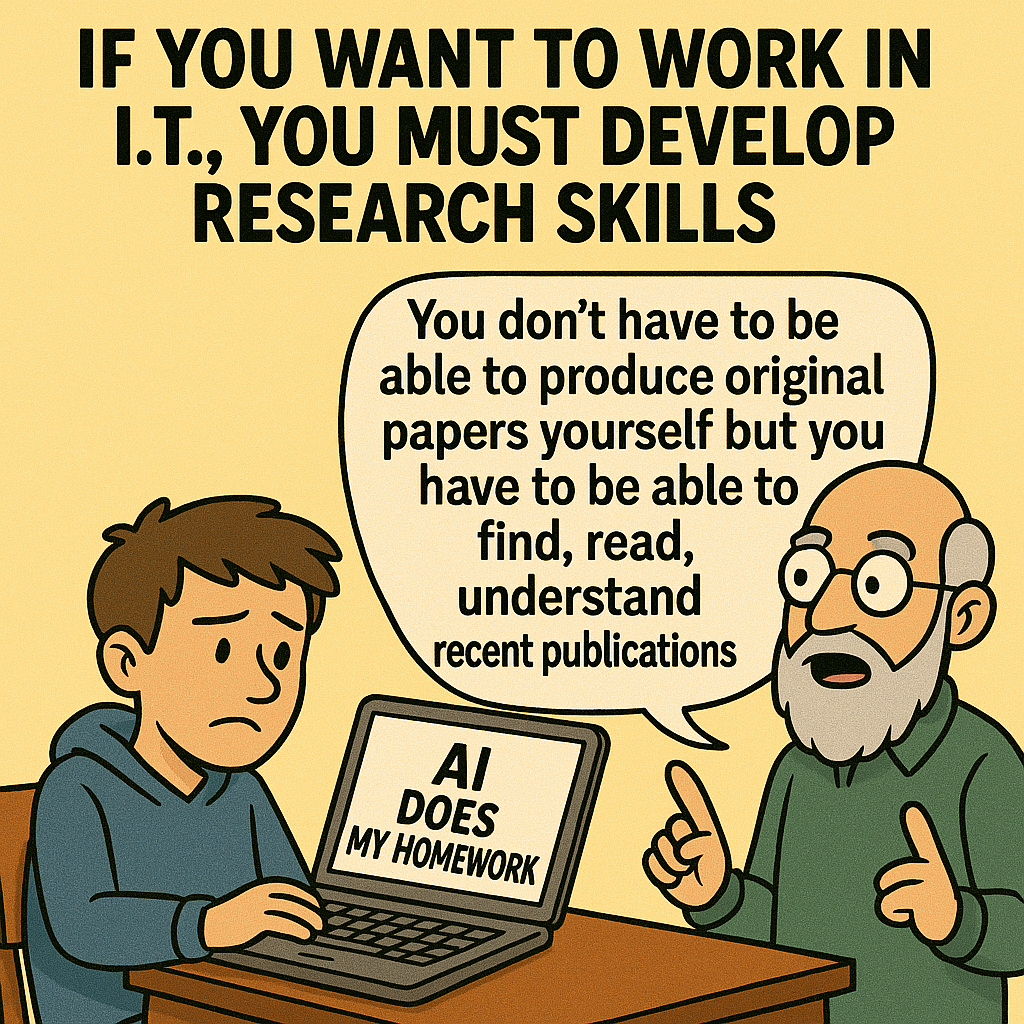 IF YOU WANT TO WORK IN
I.T., YOU MUST DEVELOP
RESEARCH SKILLS
You don't have to be
able to produce original
papers yourself but you
have to be able to
find, read,
understand
recent publications
AI
DOES
MY HOMEWORK